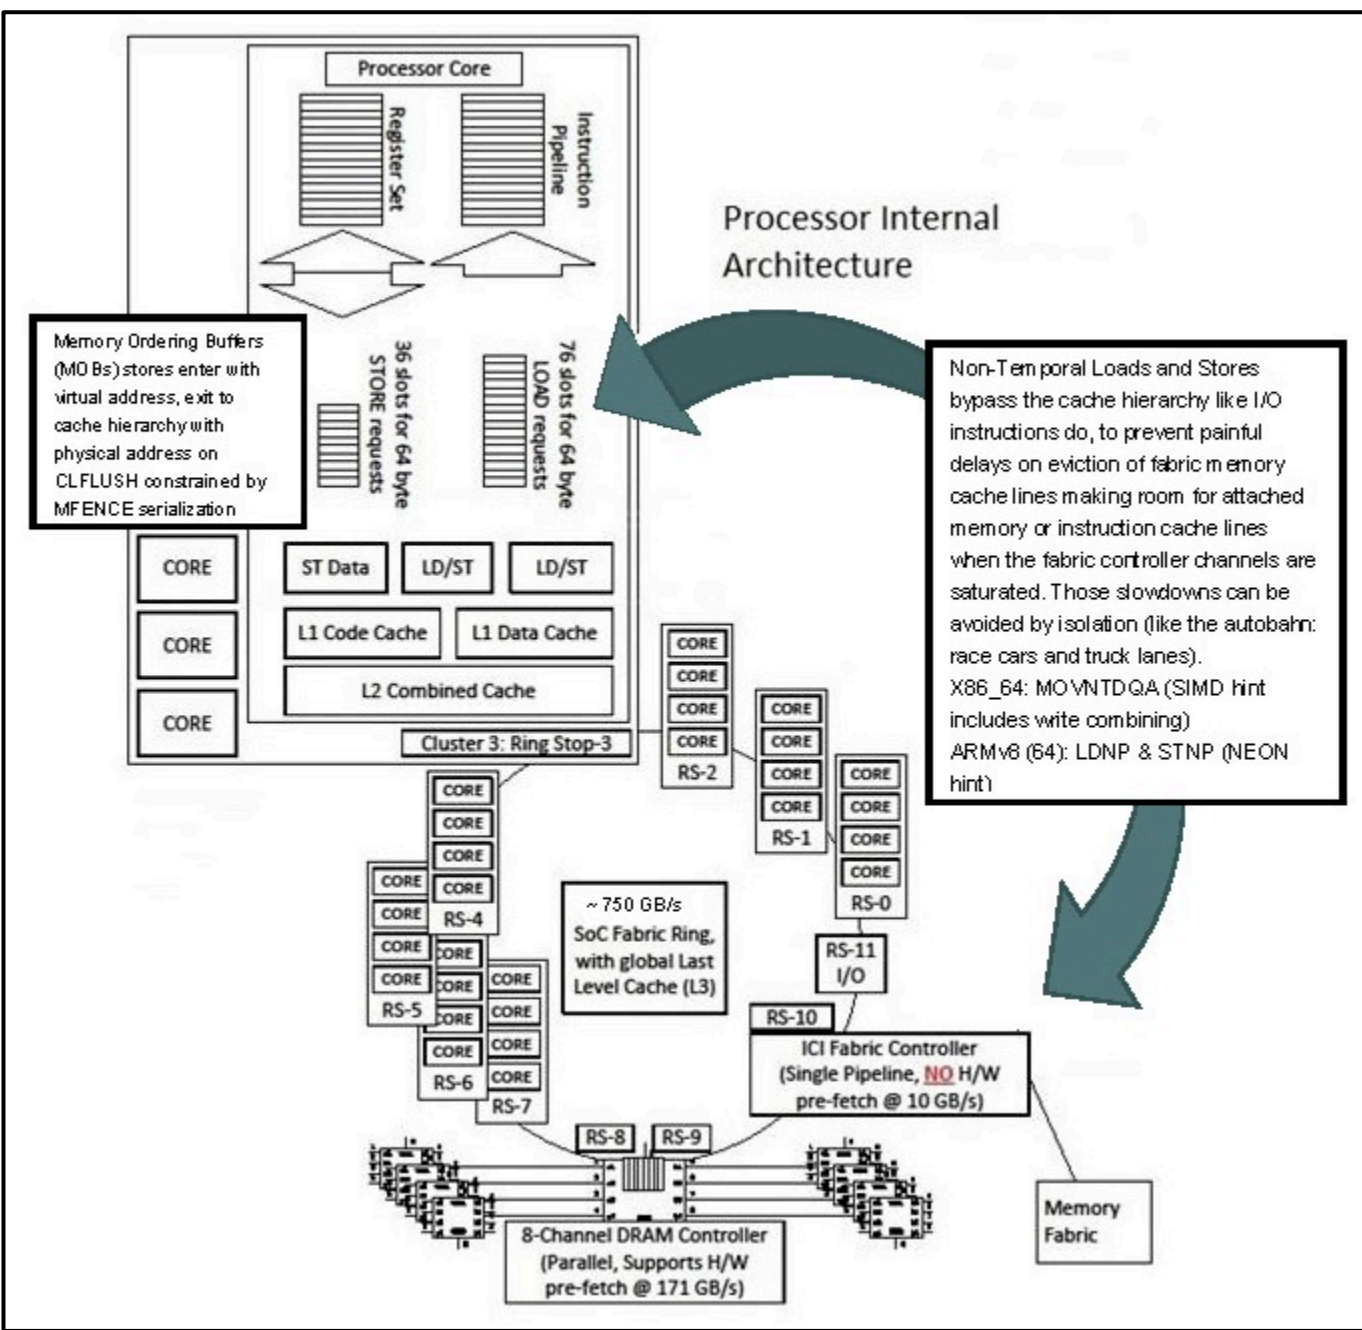 Processor Core
Register Set
Instruction
Pipeline
Processor Internal
Architecture
Memory Ordering Buffers
(MOBs) stores enter with
virtual address, exit to
cache hierarchy with
physical address on
CLFLUSH constrained by
MFENCE serialization
36 slots for 64 byte
STORE requests
76 slots for 64 byte
LOAD requests
Non-Temporal Loads and Stores
bypass the cache hierarchy like I/O
instructions do, to prevent painful
delays on eviction of fabric memory
cache lines making room for attached
memory or instruction cache lines
when the fabric controller channels are
saturated. Those slowdowns can be
avoided by isolation (like the autobahn:
race cars and truck lanes).
X86_64: MOVNTDQA (SIMD hint
includes write combining)
ARMv8 (64): LDNP & STNP (NEON
hint)
CORE
CORE
CORE
ST Data
LD/ST
LD/ST
L1 Code Cache
L1 Data Cache
L2 Combined Cache
Cluster 3: Ring Stop-3
CORE
CORE
CORE
CORE
RS-2
CORE
CORE
CORE
CORE
RS-1
CORE
CORE
CORE
CORE
RS-0
CORE
CORE
CORE
CORE
RS-4
CORE
CORE
CORE
CORE
RS-5
CORE
CORE
CORE
CORE
RS-6
CORE
CORE
CORE
CORE
RS-7
~ 750 GB/s
SoC Fabric Ring,
with global Last
Level Cache (L3)
RS-11
I/O
RS-10
ICI Fabric Controller
(Single Pipeline, NO H/W
pre-fetch @ 10 GB/s)
RS-8
RS-9
8-Channel DRAM Controller
(Parallel, Supports H/W
pre-fetch @ 171 GB/s)
Memory
Fabric